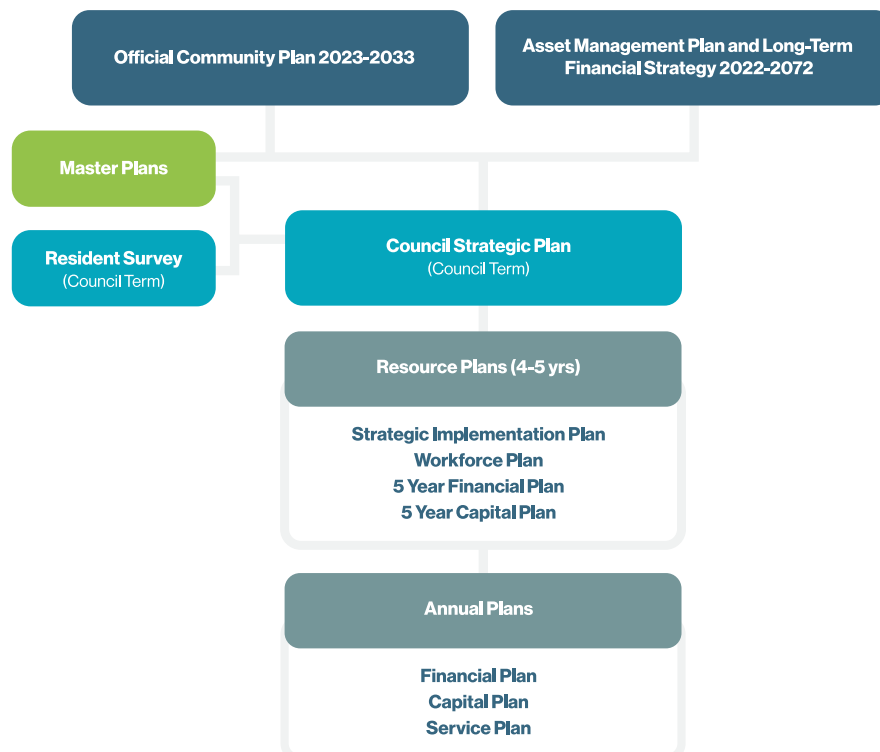 Official Community Plan 2023-2033
Asset Management Plan and Long-Term
Financial Strategy 2022-2072
Master Plans
Resident Survey
(Council Term)
Council Strategic Plan
(Council Term)
Resource Plans (4-5 yrs)
Strategic Implementation Plan
Workforce Plan
5 Year Financial Plan
5 Year Capital Plan
Annual Plans
Financial Plan
Capital Plan
Service Plan